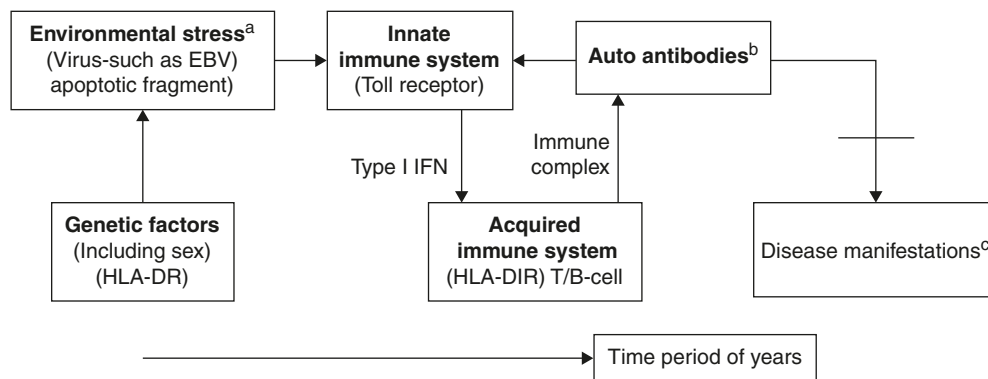 Environmental stressᵃ
(Virus-such as EBV)
apoptotic fragment)
Innate
immune system
(Toll receptor)
Auto antibodiesᵇ
Type I IFN
Immune
complex
Genetic factors
(Including sex)
(HLA-DR)
Acquired
immune system
(HLA-DIR) T/B-cell
Disease manifestationsᶜ
Time period of years